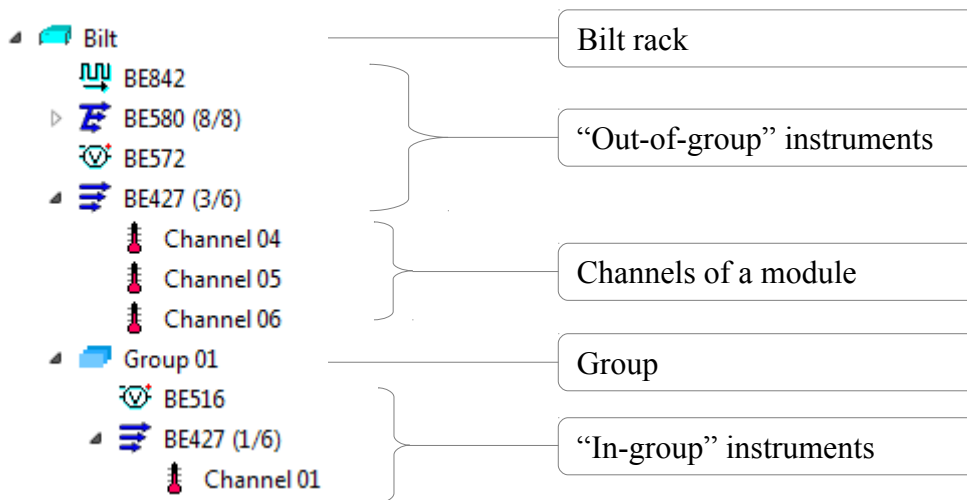 Bilt
Bilt rack
BE842
BE580 (8/8)
“Out-of-group” instruments
BE572
BE427 (3/6)
Channel 04
Channel 05
Channels of a module
Channel 06
Group 01
Group
BE516
BE427 (1/6)
“In-group” instruments
Channel 01